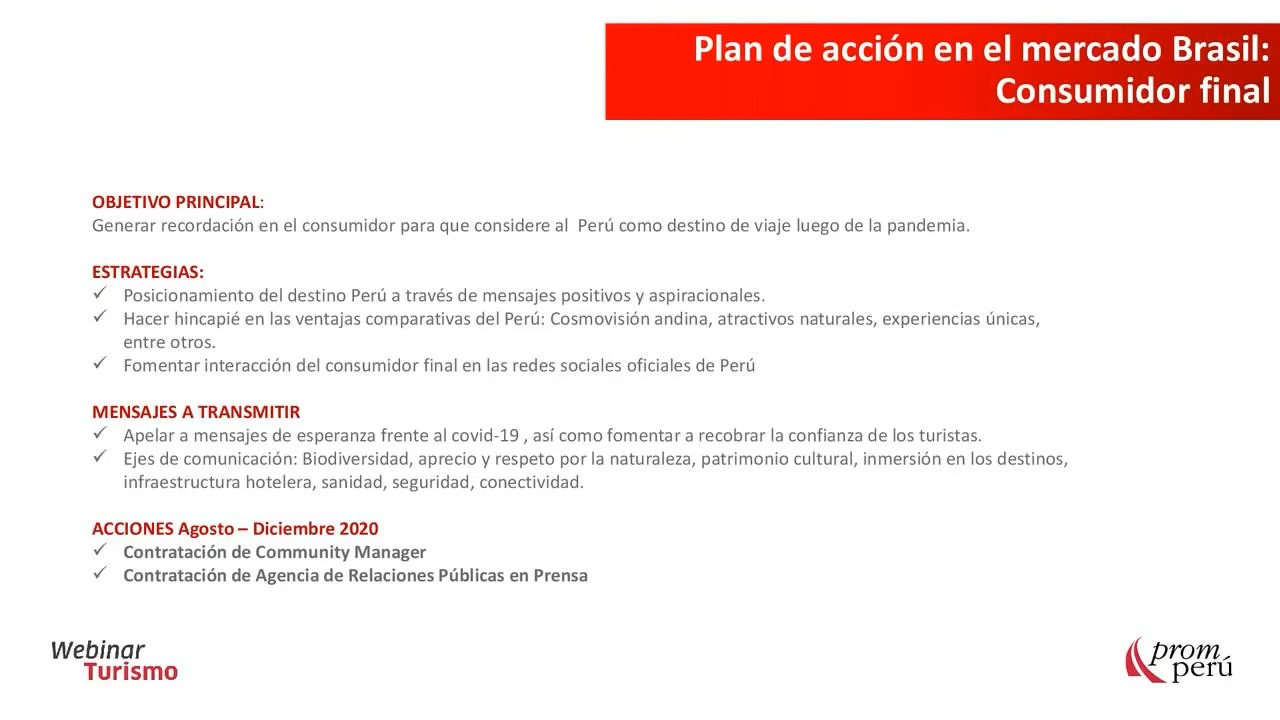 Plan de acción en el mercado Brasil:
Consumidor final
OBJETIVO PRINCIPAL:
Generar recordación en el consumidor para que considere al  Perú como destino de viaje luego de la pandemia.
ESTRATEGIAS:
✓ Posicionamiento del destino Perú a través de mensajes positivos y aspiracionales.
✓ Hacer hincapié en las ventajas comparativas del Perú: Cosmovisión andina, atractivos naturales, experiencias únicas,
entre otros.
✓ Fomentar interacción del consumidor final en las redes sociales oficiales de Perú
MENSAJES A TRANSMITIR
✓ Apelar a mensajes de esperanza frente al covid-19 , así como fomentar a recobrar la confianza de los turistas.
✓ Ejes de comunicación: Biodiversidad, aprecio y respeto por la naturaleza, patrimonio cultural, inmersión en los destinos,
infraestructura hotelera, sanidad, seguridad, conectividad.
ACCIONES Agosto – Diciembre 2020
✓ Contratación de Community Manager
✓ Contratación de Agencia de Relaciones Públicas en Prensa
Webinar
Turismo
prom
perú